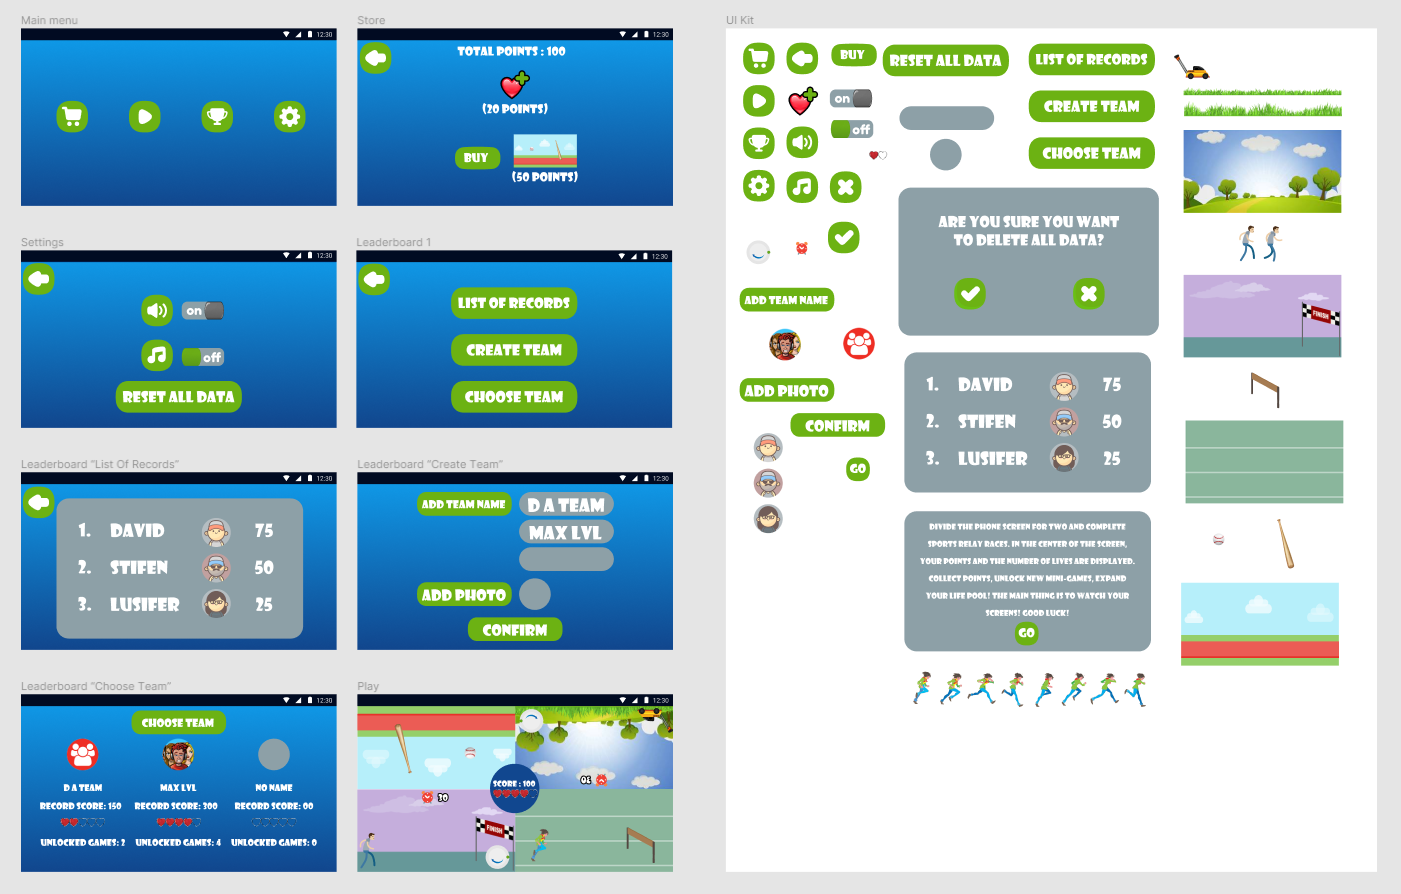 Main menu
12:30
Store
12:30
TOTAL POINTS : 100
(20 POINTS)
BUY
(50 POINTS)
Settings
12:30
on
off
RESET ALL DATA
Leaderboard 1
12:30
LIST OF RECORDS
CREATE TEAM
CHOOSE TEAM
Leaderboard "List Of Records"
12:30
1. DAVID 75
2. STIFEN 50
3. LUSIFER 25
Leaderboard "Create Team"
12:30
ADD TEAM NAME
D A TEAM
MAX LVL
ADD PHOTO
CONFIRM
Leaderboard "Choose Team"
12:30
CHOOSE TEAM
D A TEAM
MAX LVL
NO NAME
RECORD SCORE: 150
RECORD SCORE: 300
RECORD SCORE: 00
UNLOCKED GAMES: 2
UNLOCKED GAMES: 4
UNLOCKED GAMES: 0
Play
12:30
30
SCORE : 100
30
FINISH
UI Kit
BUY
RESET ALL DATA
LIST OF RECORDS
on
CREATE TEAM
off
CHOOSE TEAM
ARE YOU SURE YOU WANT
TO DELETE ALL DATA?
ADD TEAM NAME
FINISH
ADD PHOTO
CONFIRM
GO
1. DAVID 75
2. STIFEN 50
3. LUSIFER 25
DIVIDE THE PHONE SCREEN FOR TWO AND COMPLETE
SPORTS RELAY RACES. IN THE CENTER OF THE SCREEN,
YOUR POINTS AND THE NUMBER OF LIVES ARE DISPLAYED.
COLLECT POINTS, UNLOCK NEW MINI-GAMES, EXPAND
YOUR LIFE POOL! THE MAIN THING IS TO WATCH YOUR
SCREENS! GOOD LUCK!
GO